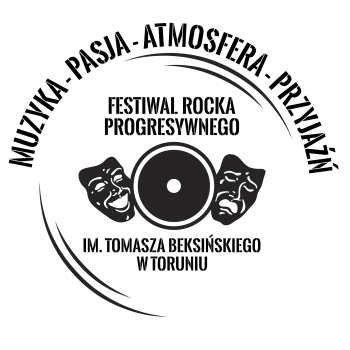 MUZYKA - PASJA - ATMOSFERA - PRZYJAŹŃ
FESTIWAL ROCKA
PROGRESYWNEGO
IM. TOMASZA BEKSIŃSKIEGO
W TORUNIU